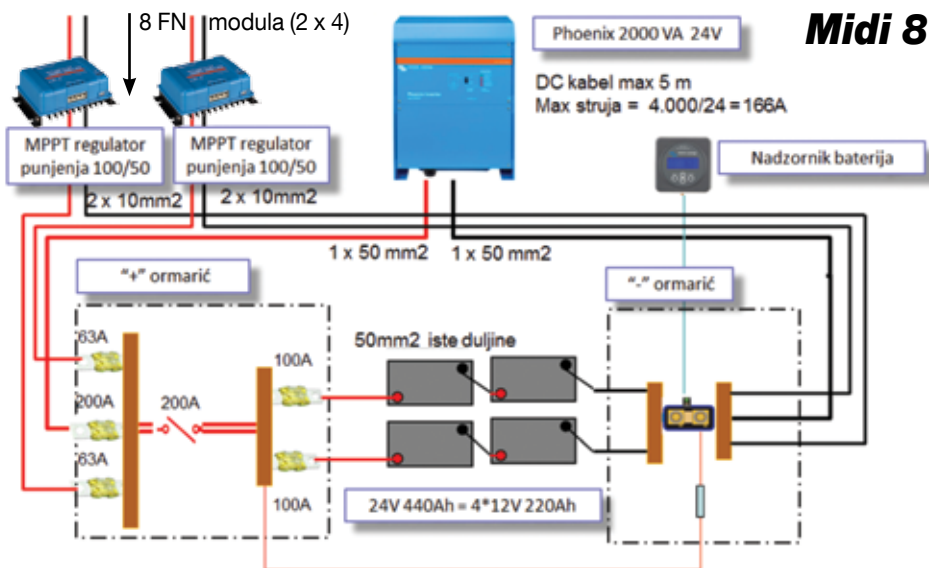 8 FN modula (2 x 4)
Midi 8
Phoenix 2000 VA 24V
DC kabel max 5 m
Max struja = 4.000/24 = 166A
MPPT regulator
punjenja 100/50
MPPT regulator
punjenja 100/50
Nadzornik baterija
2 x 10mm2
2 x 10mm2
1 x 50 mm2
1 x 50 mm2
"+" ormarić
"-" ormarić
63A
200A
63A
200A
100A
100A
50mm2 iste duljine
24V 440Ah = 4*12V 220Ah